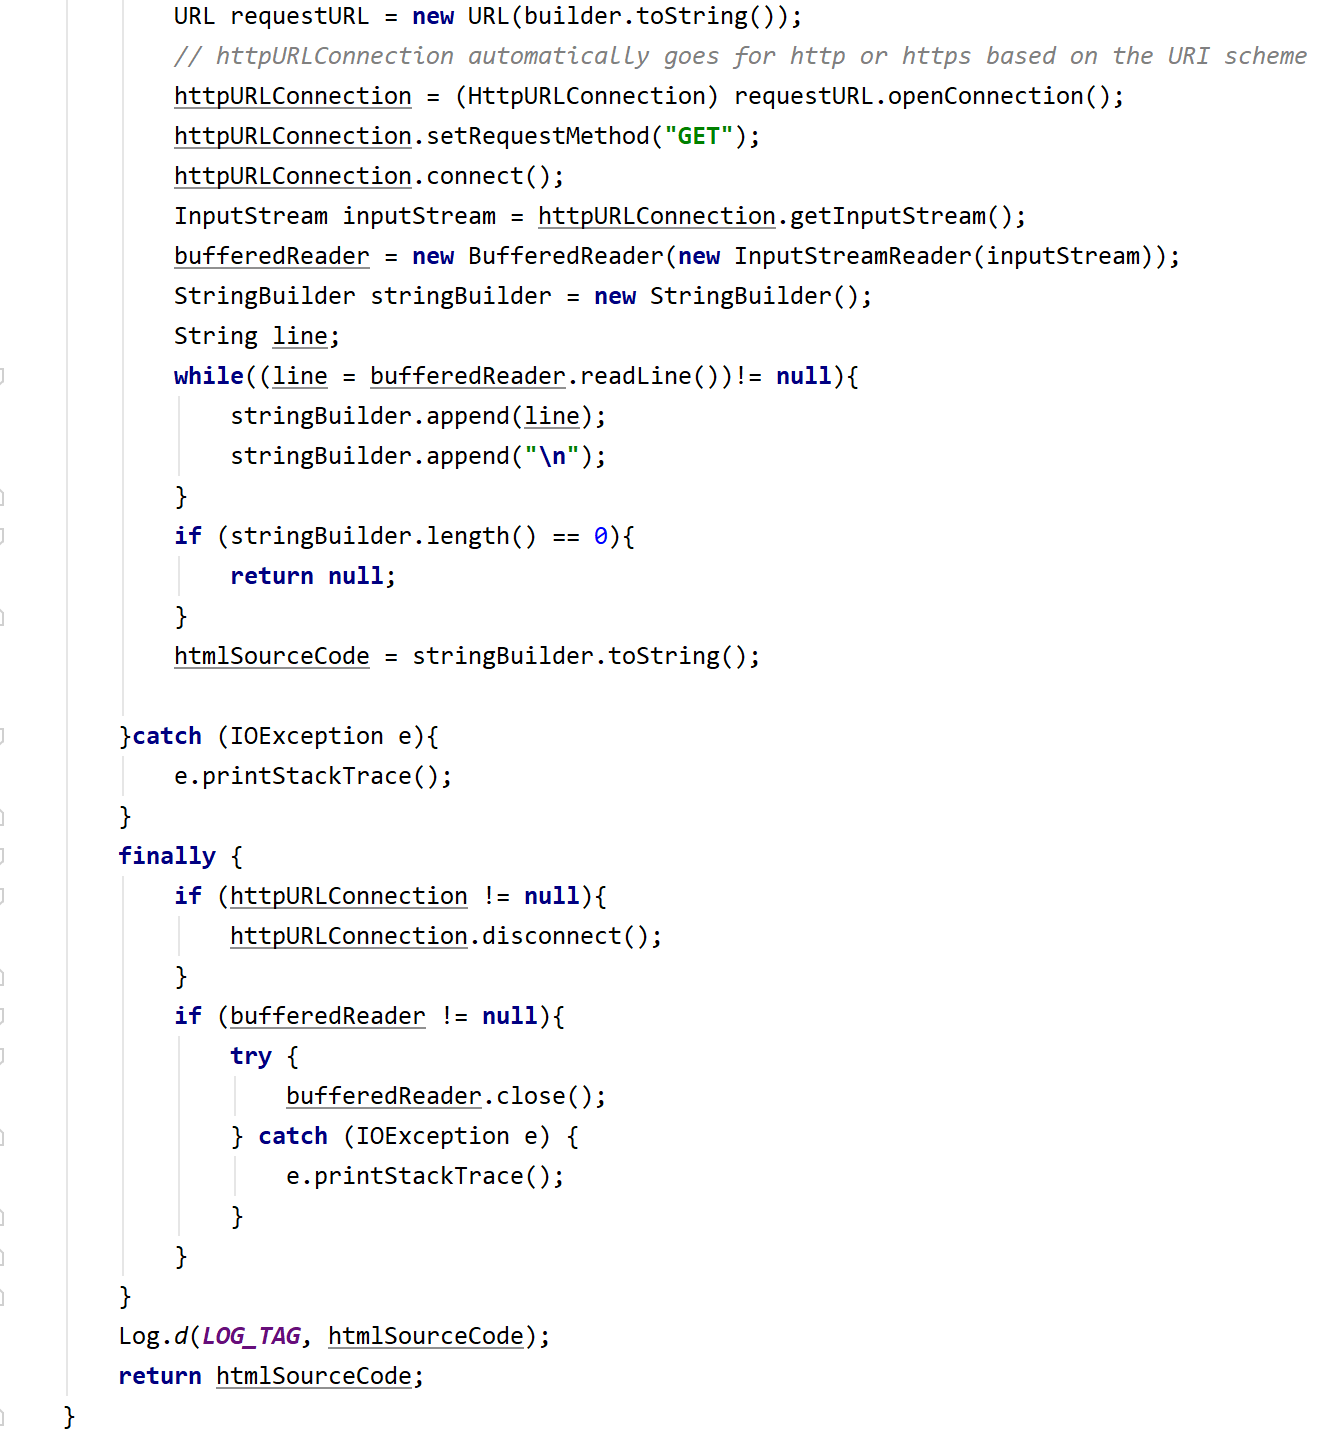 URL requestURL = new URL(builder.toString());
// httpURLConnection automatically goes for http or https based on the URI scheme
httpURLConnection = (HttpURLConnection) requestURL.openConnection();
httpURLConnection.setRequestMethod("GET");
httpURLConnection.connect();
InputStream inputStream = httpURLConnection.getInputStream();
bufferedReader = new BufferedReader(new InputStreamReader(inputStream));
StringBuilder stringBuilder = new StringBuilder();
String line;
while((line = bufferedReader.readLine())!= null){
stringBuilder.append(line);
stringBuilder.append("\n");
}
if (stringBuilder.length() == 0){
return null;
}
htmlSourceCode = stringBuilder.toString();
}catch (IOException e){
e.printStackTrace();
}
finally {
if (httpURLConnection != null){
httpURLConnection.disconnect();
}
if (bufferedReader != null){
try {
bufferedReader.close();
} catch (IOException e) {
e.printStackTrace();
}
}
}
Log.d(LOG_TAG, htmlSourceCode);
return htmlSourceCode;
}